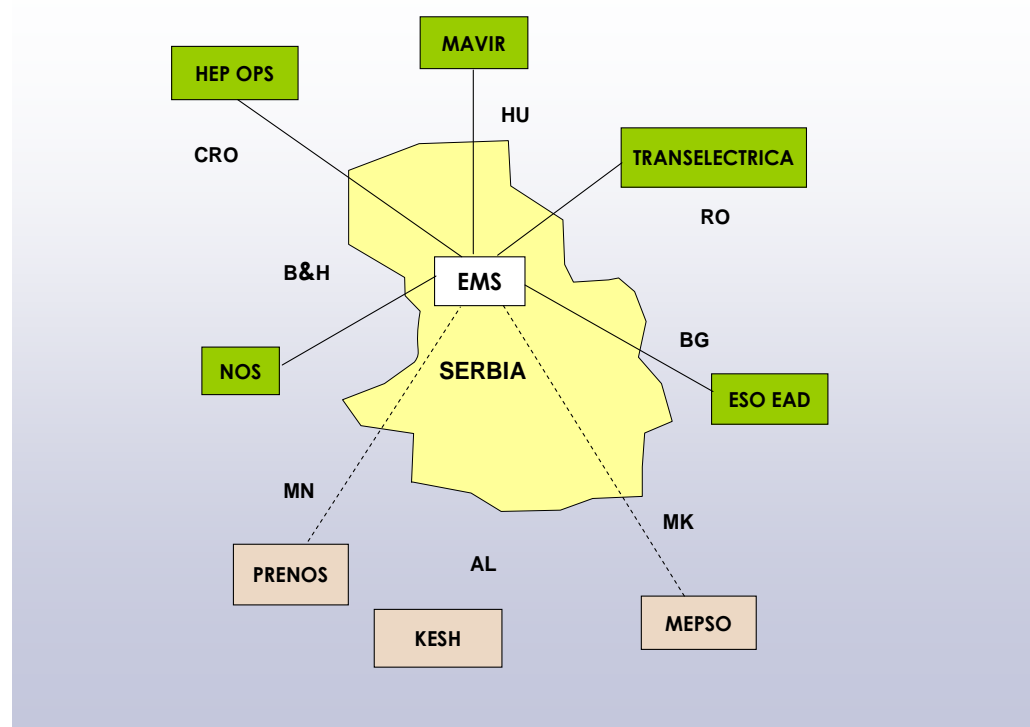 MAVIR
HEP OPS
HU
CRO
TRANSELECTRICA
RO
B&H
EMS
BG
NOS
SERBIA
ESO EAD
MN
MK
AL
PRENOS
KESH
MEPSO